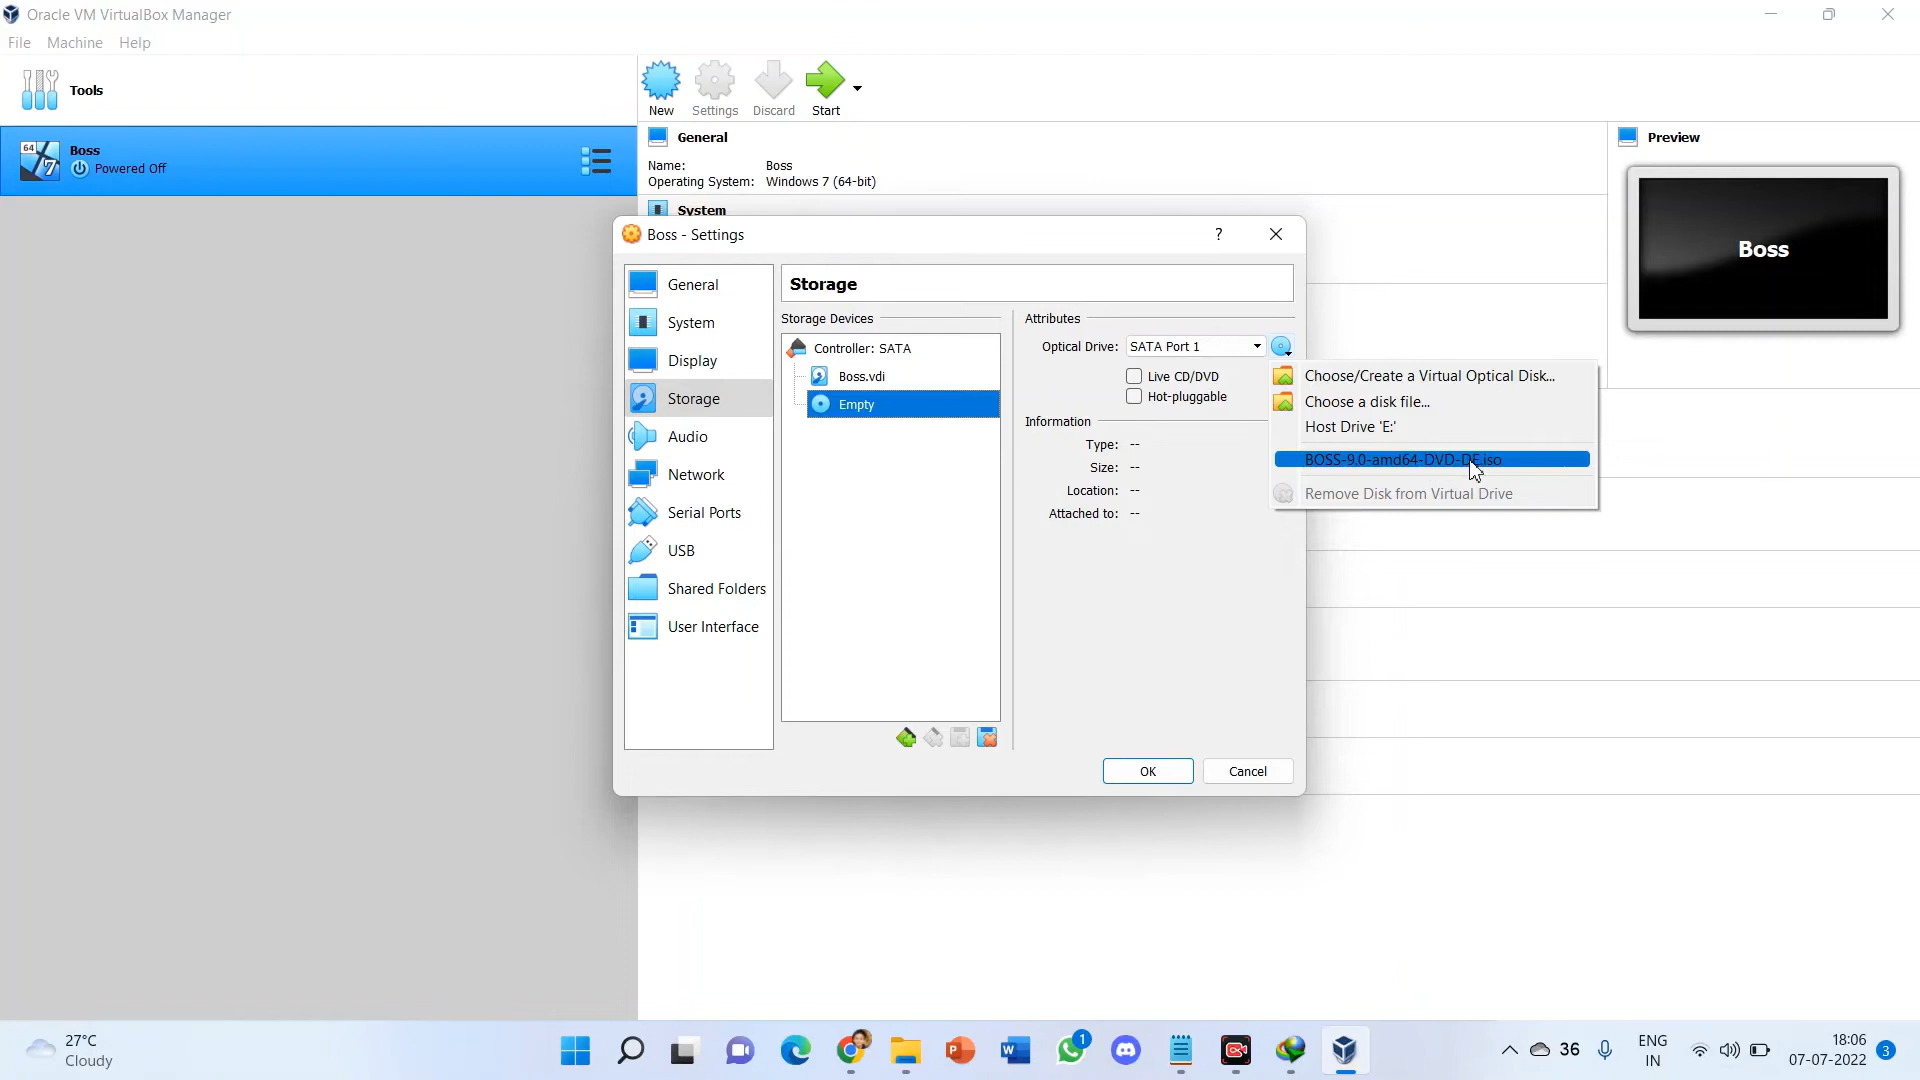 Oracle VM VirtualBox Manager
File Machine Help
Tools
New Settings Discard Start
64
7
Boss
Powered Off
General
Name: Boss
Operating System: Windows 7 (64-bit)
System
Preview
Boss
Boss - Settings
?
General
System
Display
Storage
Audio
Network
Serial Ports
USB
Shared Folders
User Interface
Storage
Storage Devices
Controller: SATA
Boss.vdi
Empty
Attributes
Optical Drive: SATA Port 1
Live CD/DVD
Hot-pluggable
Information
Type: --
Size: --
Location: --
Attached to: --
Choose/Create a Virtual Optical Disk...
Choose a disk file...
Host Drive 'E:'
BOSS-9.0-amd64-DVD-DE.iso
Remove Disk from Virtual Drive
OK Cancel
27°C
Cloudy
1
36
ENG
IN
18:06
07-07-2022
3